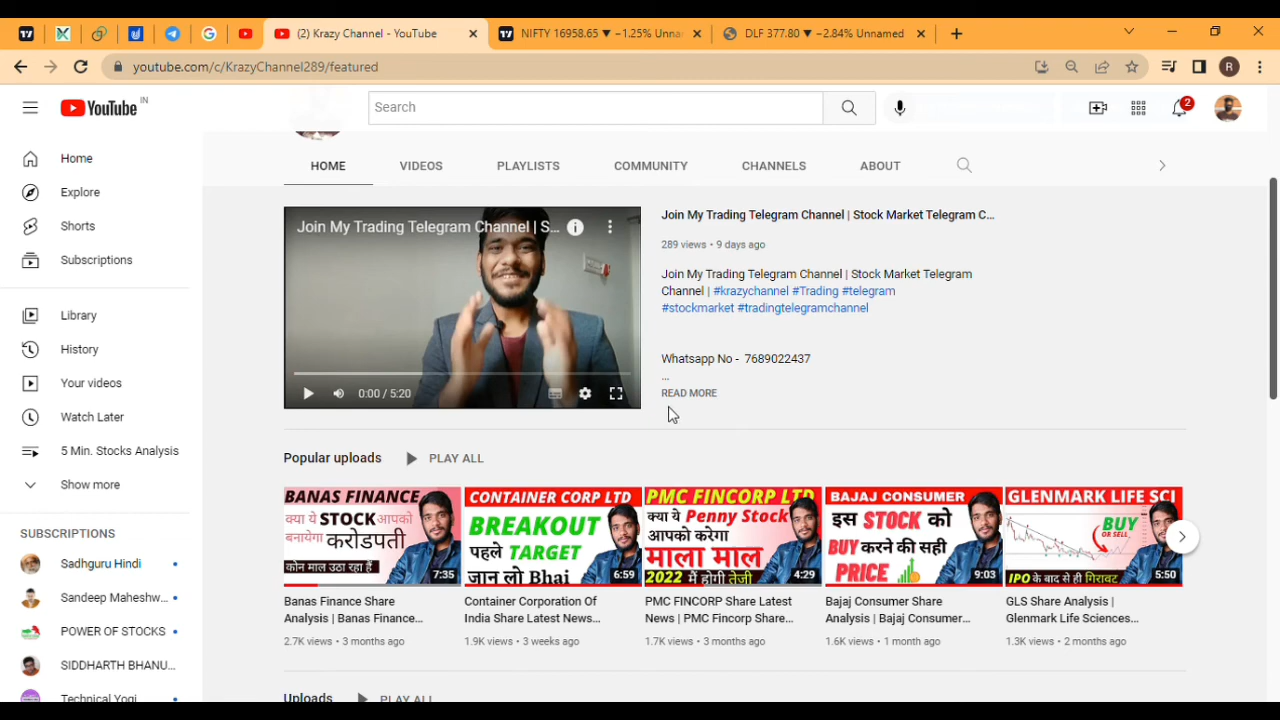 (2) Krazy Channel - YouTube
NIFTY 16958.65 ▼ −1.25% Unna
DLF 377.80 ▼ −2.84% Unnamed
youtube.com/c/KrazyChannel289/featured
R
YouTube IN
Search
2
Home
Explore
Shorts
Subscriptions
Library
History
Your videos
Watch Later
5 Min. Stocks Analysis
Show more
SUBSCRIPTIONS
Sadhguru Hindi
Sandeep Maheshw...
POWER OF STOCKS
SIDDHARTH BHANU...
Technical Yogi
HOME VIDEOS PLAYLISTS COMMUNITY CHANNELS ABOUT
Join My Trading Telegram Channel | S...
0:00 / 5:20
Join My Trading Telegram Channel | Stock Market Telegram C...
289 views • 9 days ago
Join My Trading Telegram Channel | Stock Market Telegram
Channel | #krazychannel #Trading #telegram
#stockmarket #tradingtelegramchannel
Whatsapp No - 7689022437
...
READ MORE
Popular uploads PLAY ALL
BANAS FINANCE
क्या ये STOCK आपको
बनायेगा करोडपती
कोन माल उठा रहा हैं
7:35
Banas Finance Share
Analysis | Banas Finance...
2.7K views • 3 months ago
CONTAINER CORP LTD
BREAKOUT
पहले TARGET
जान लो Bhai
6:59
Container Corporation Of
India Share Latest News...
1.9K views • 3 weeks ago
PMC FINCORP LTD
क्या ये Penny Stock
आपको करेगा
माला माल
2022 में होगी तेजी
4:29
PMC FINCORP Share Latest
News | PMC Fincorp Share...
1.7K views • 3 months ago
BAJAJ CONSUMER
इस STOCK को
BUY करने की सही
PRICE
9:03
Bajaj Consumer Share
Analysis | Bajaj Consumer...
1.6K views • 1 month ago
GLENMARK LIFE SCI
BUY
OR SELL
IPO के बाद से ही गिरावट
5:50
GLS Share Analysis |
Glenmark Life Sciences...
1.3K views • 2 months ago
Uploads PLAY ALL